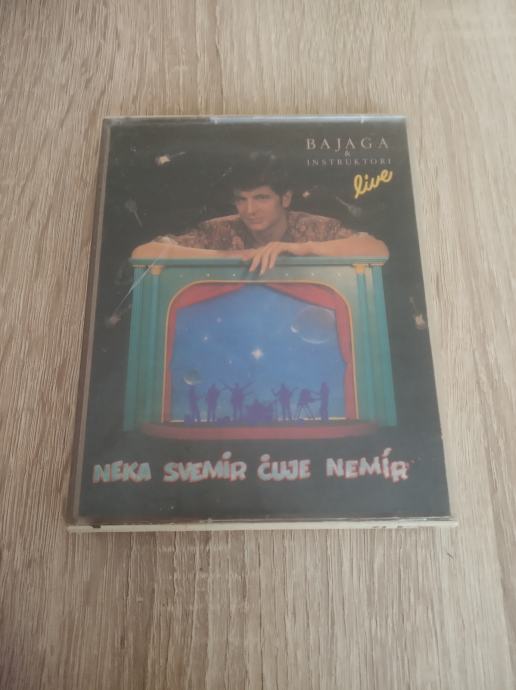 BAJAGA
&
INSTRUKTORI
live
NEKA SVEMIR ČUJE NEMIR